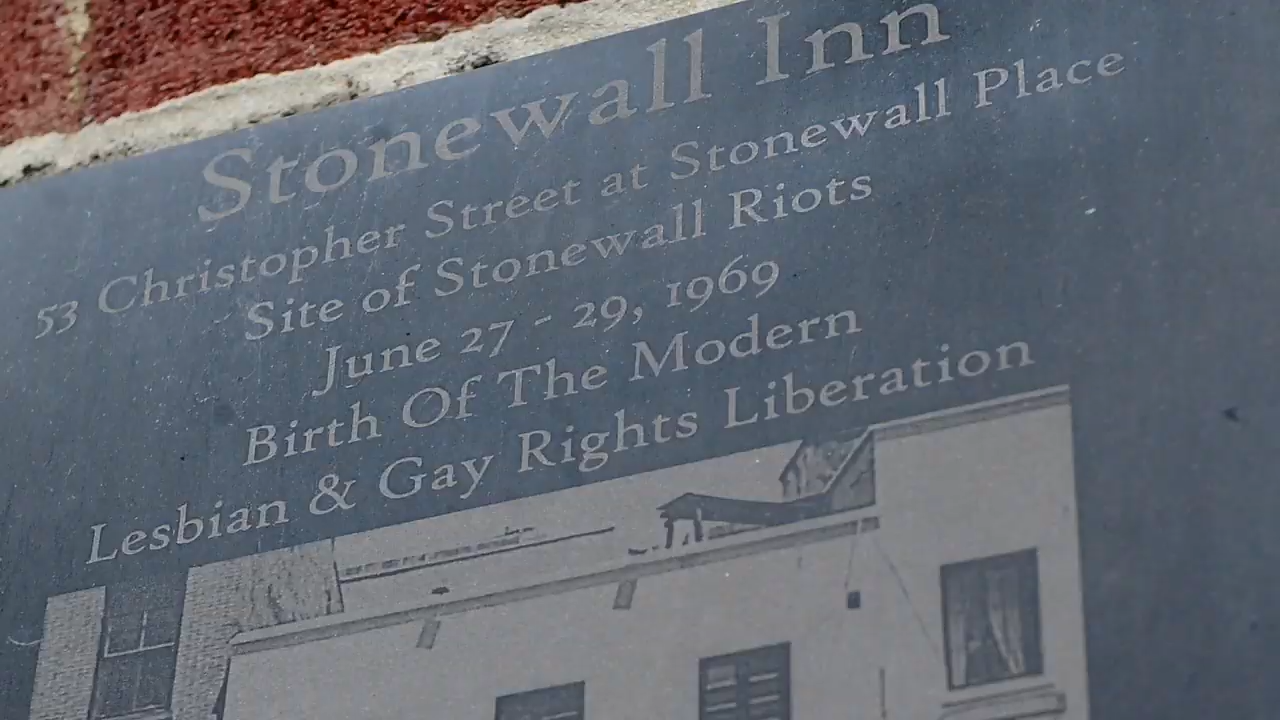 Stonewall Inn
53 Christopher Street at Stonewall Place
Site of Stonewall Riots
June 27 - 29, 1969
Birth Of The Modern
Lesbian & Gay Rights Liberation